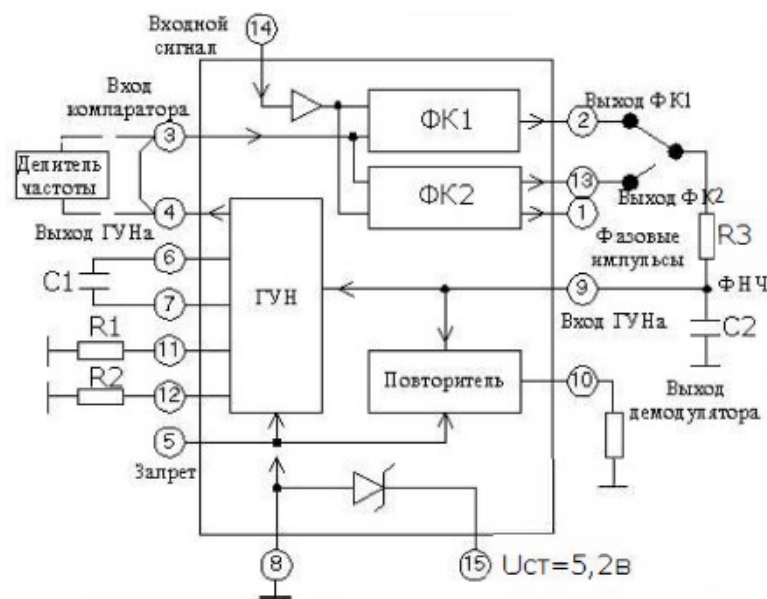 Входной
сигнал
14
Вход
компаратора
3
ФК1
2
Выход ФК1
Делитель
частоты
4
ФК2
13
1
Выход ФК2
Выход ГУНа
Фазовые
импульсы
R3
6
C1
7
ГУН
9
ФНЧ
Вход ГУНа
C2
R1
11
R2
12
Повторитель
10
Выход
демодулятора
5
Запрет
8
15
Uст=5,2в